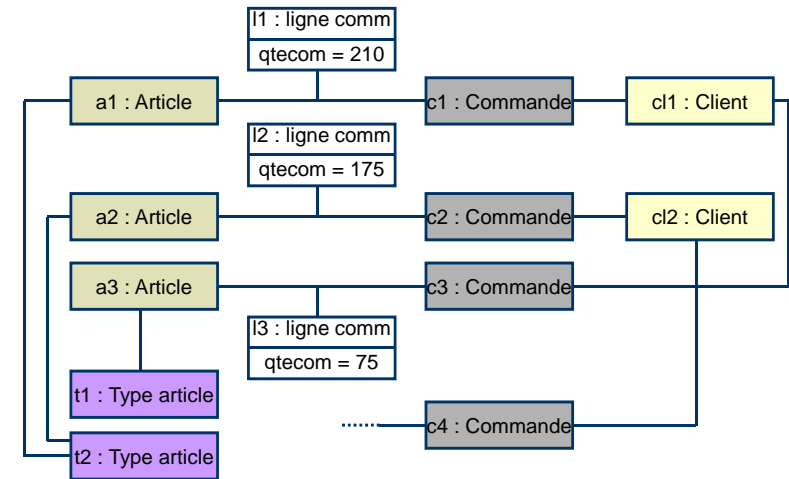 l1 : ligne comm
qtecom = 210
a1 : Article
c1 : Commande
cl1 : Client
l2 : ligne comm
qtecom = 175
a2 : Article
c2 : Commande
cl2 : Client
a3 : Article
c3 : Commande
l3 : ligne comm
qtecom = 75
t1 : Type article
c4 : Commande
t2 : Type article